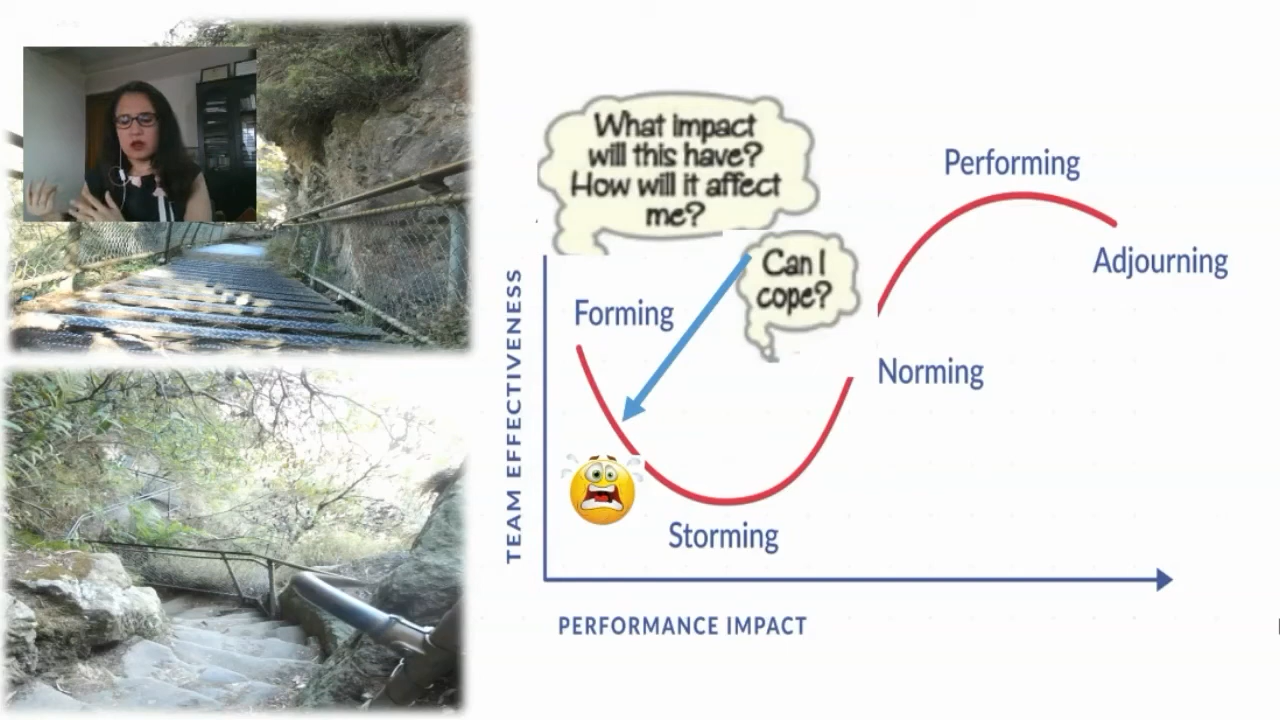 What impact
will this have?
How will it affect
me?
Can I
cope?
Performing
Adjourning
Forming
Norming
Storming
TEAM EFFECTIVENESS
PERFORMANCE IMPACT